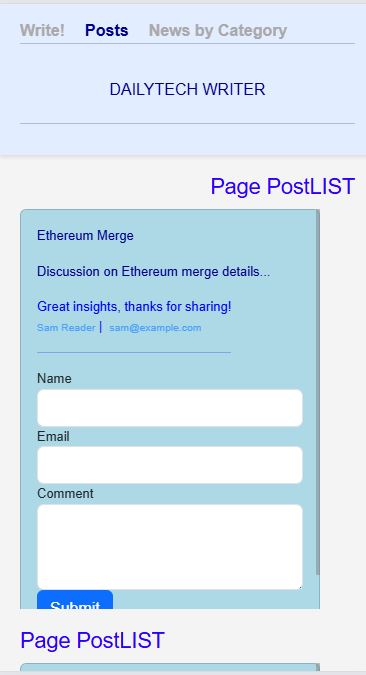 Write! Posts News by Category
DAILYTECH WRITER
Page PostLIST
Ethereum Merge
Discussion on Ethereum merge details...
Great insights, thanks for sharing!
Sam Reader | sam@example.com
Name
Email
Comment
Submit
Page PostLIST